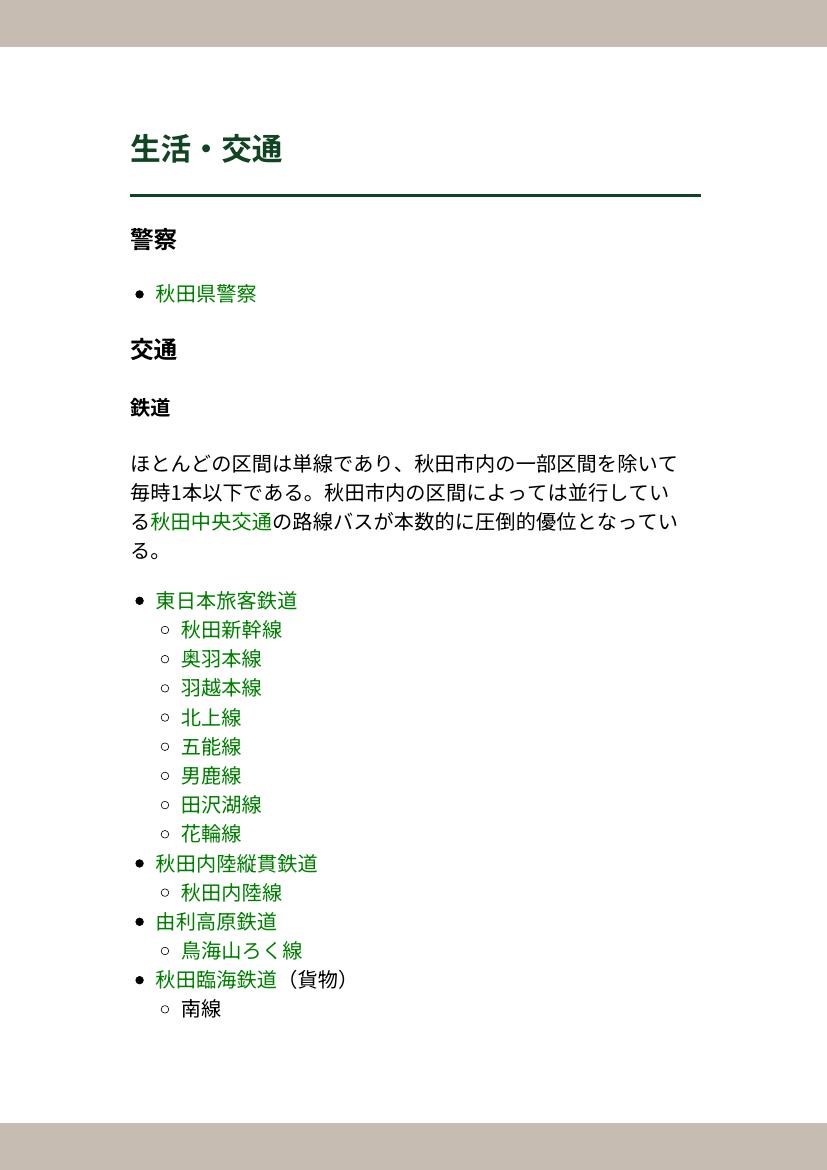 生活・交通
警察
秋田県警察
交通
鉄道
ほとんどの区間は単線であり、秋田市内の一部区間を除いて
毎時1本以下である。秋田市内の区間によっては並行してい
る秋田中央交通の路線バスが本数的に圧倒的優位となってい
る。
東日本旅客鉄道
秋田新幹線
奥羽本線
羽越本線
北上線
五能線
男鹿線
田沢湖線
花輪線
秋田内陸縦貫鉄道
秋田内陸線
由利高原鉄道
鳥海山ろく線
秋田臨海鉄道（貨物）
南線